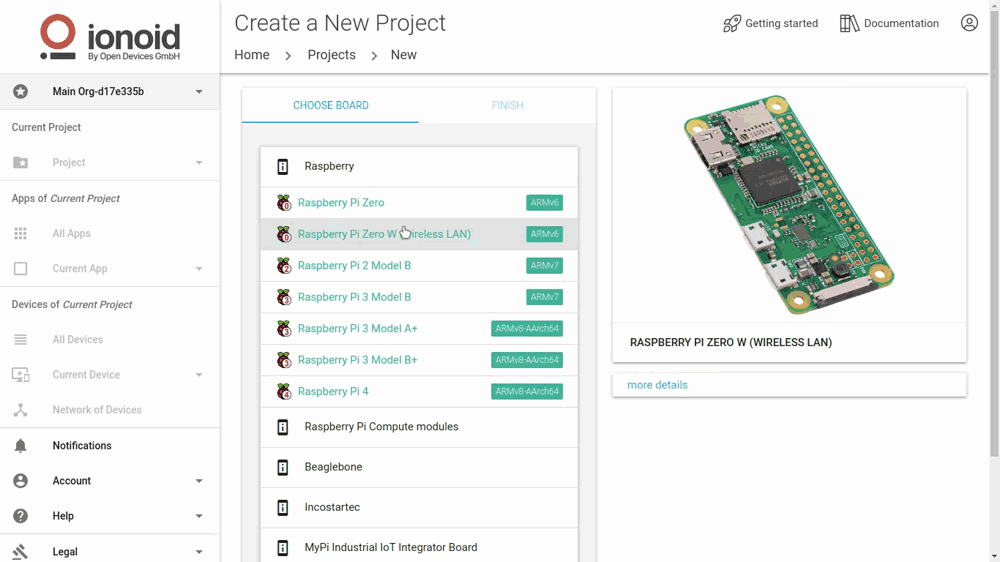 ionoid
By Open Devices GmbH
Create a New Project
Home > Projects > New
Getting started
Documentation
Main Org-d17e335b
Current Project
Project
Apps of Current Project
All Apps
Current App
Devices of Current Project
All Devices
Current Device
Network of Devices
Notifications
Account
Help
Legal
CHOOSE BOARD
FINISH
Raspberry
Raspberry Pi Zero ARMv6
Raspberry Pi Zero W (Wireless LAN) ARMv6
Raspberry Pi 2 Model B ARMv7
Raspberry Pi 3 Model B ARMv7
Raspberry Pi 3 Model A+ ARMv8-AArch64
Raspberry Pi 3 Model B+ ARMv8-AArch64
Raspberry Pi 4 ARMv8-AArch64
Raspberry Pi Compute modules
Beaglebone
Incostartec
MyPi Industrial IoT Integrator Board
RASPBERRY PI ZERO W (WIRELESS LAN)
more details